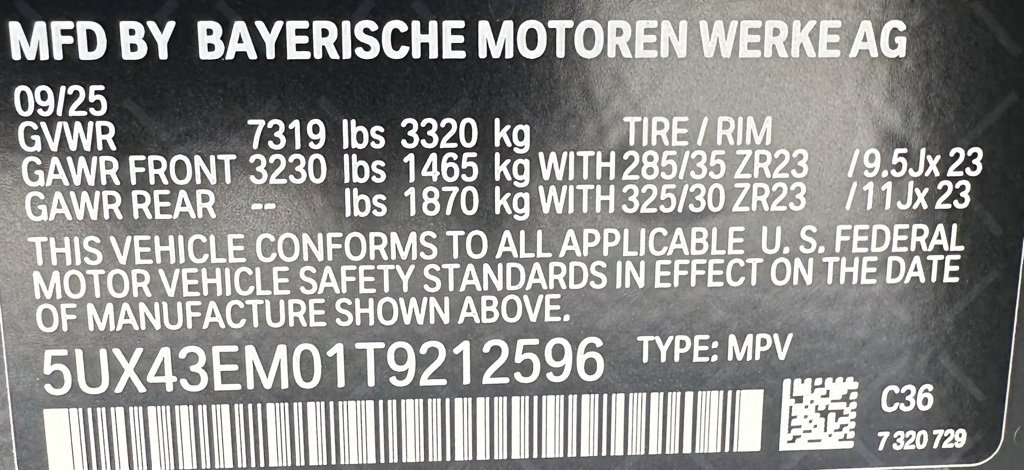 MFD BY BAYERISCHE MOTOREN WERKE AG
09/25
GVWR 7319 lbs 3320 kg TIRE / RIM
GAWR FRONT 3230 lbs 1465 kg WITH 285/35 ZR23 /9.5Jx 23
GAWR REAR -- lbs 1870 kg WITH 325/30 ZR23 /11Jx 23
THIS VEHICLE CONFORMS TO ALL APPLICABLE U. S. FEDERAL
MOTOR VEHICLE SAFETY STANDARDS IN EFFECT ON THE DATE
OF MANUFACTURE SHOWN ABOVE.
5UX43EM01T9212596 TYPE: MPV
C36
7 320 729